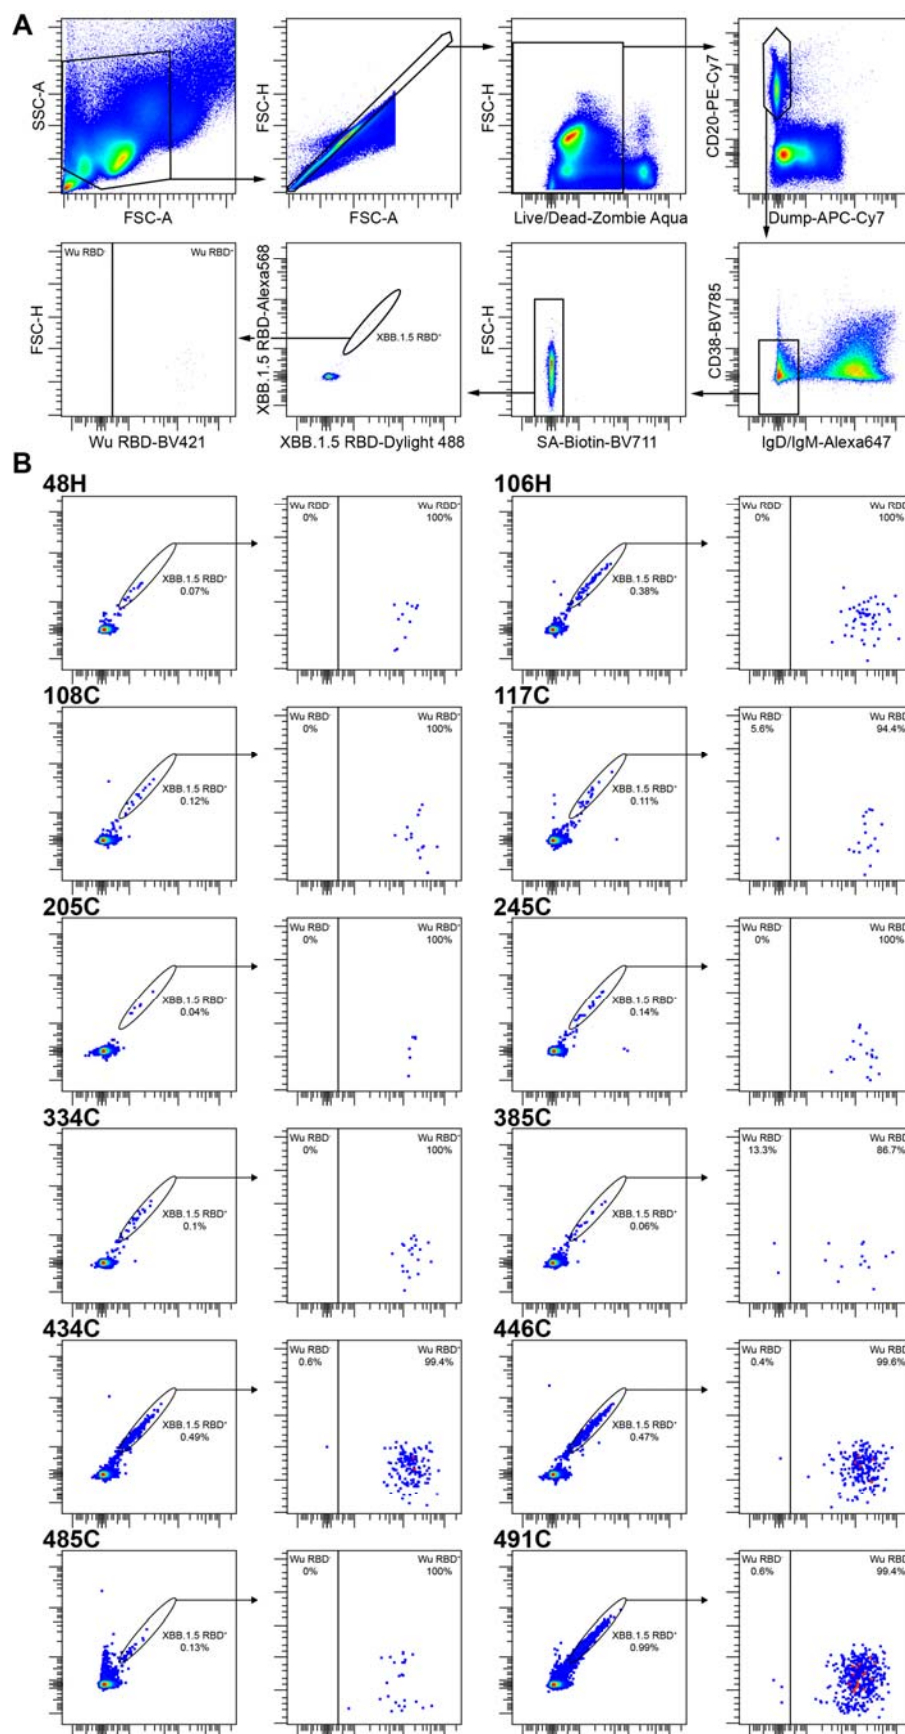 A
SSC-A
FSC-A
FSC-H
FSC-A
FSC-H
Live/Dead-Zombie Aqua
CD20-PE-Cy7
Dump-APC-Cy7
Wu RBD-
Wu RBD+
FSC-H
Wu RBD-BV421
XBB.1.5 RBD-Alexa568
XBB.1.5 RBD+
XBB.1.5 RBD-Dylight 488
FSC-H
SA-Biotin-BV711
CD38-BV785
IgD/IgM-Alexa647
B
48H
XBB.1.5 RBD+
0.07%
Wu RBD-
0%
Wu RBD+
100%
106H
XBB.1.5 RBD+
0.38%
Wu RBD-
0%
Wu RBD
100%
108C
XBB.1.5 RBD+
0.12%
Wu RBD-
0%
Wu RBD+
100%
117C
XBB.1.5 RBD+
0.11%
Wu RBD-
5.6%
Wu RBD
94.4%
205C
XBB.1.5 RBD+
0.04%
Wu RBD-
0%
Wu RBD+
100%
245C
XBB.1.5 RBD+
0.14%
Wu RBD-
0%
Wu RBD
100%
334C
XBB.1.5 RBD+
0.1%
Wu RBD-
0%
Wu RBD+
100%
385C
XBB.1.5 RBD+
0.06%
Wu RBD-
13.3%
Wu RBD
86.7%
434C
XBB.1.5 RBD+
0.49%
Wu RBD-
0.6%
Wu RBD+
99.4%
446C
XBB.1.5 RBD+
0.47%
Wu RBD-
0.4%
Wu RBD
99.6%
485C
XBB.1.5 RBD+
0.13%
Wu RBD-
0%
Wu RBD+
100%
491C
XBB.1.5 RBD+
0.99%
Wu RBD-
0.6%
Wu RBD
99.4%